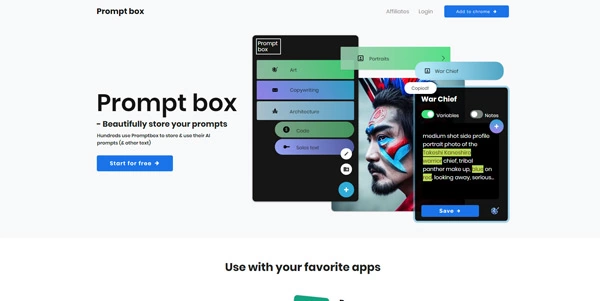 Prompt box
Affiliates
Login
Add to chrome
Prompt box
- Beautifully store your prompts
Hundreds use Promptbox to store & use their AI
prompts (& other text)
Start for free
Prompt
box
Art
Copywriting
Architecture
Code
Sales text
Portraits
War Chief
Copied!
War Chief
Variables
Notes
medium shot side profile
portrait photo of the
Takeshi Kaneshiro
warrior chief, tribal
panther make up, blue on
red, looking away, serious...
Save
Use with your favorite apps